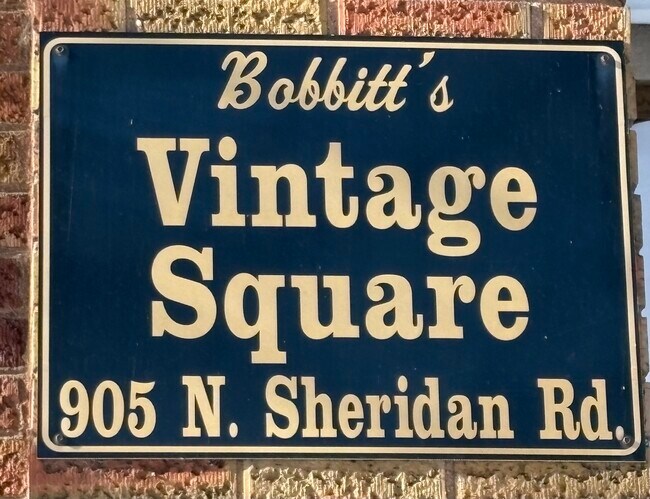 Bobbitt's
Vintage
Square
905 N. Sheridan Rd.